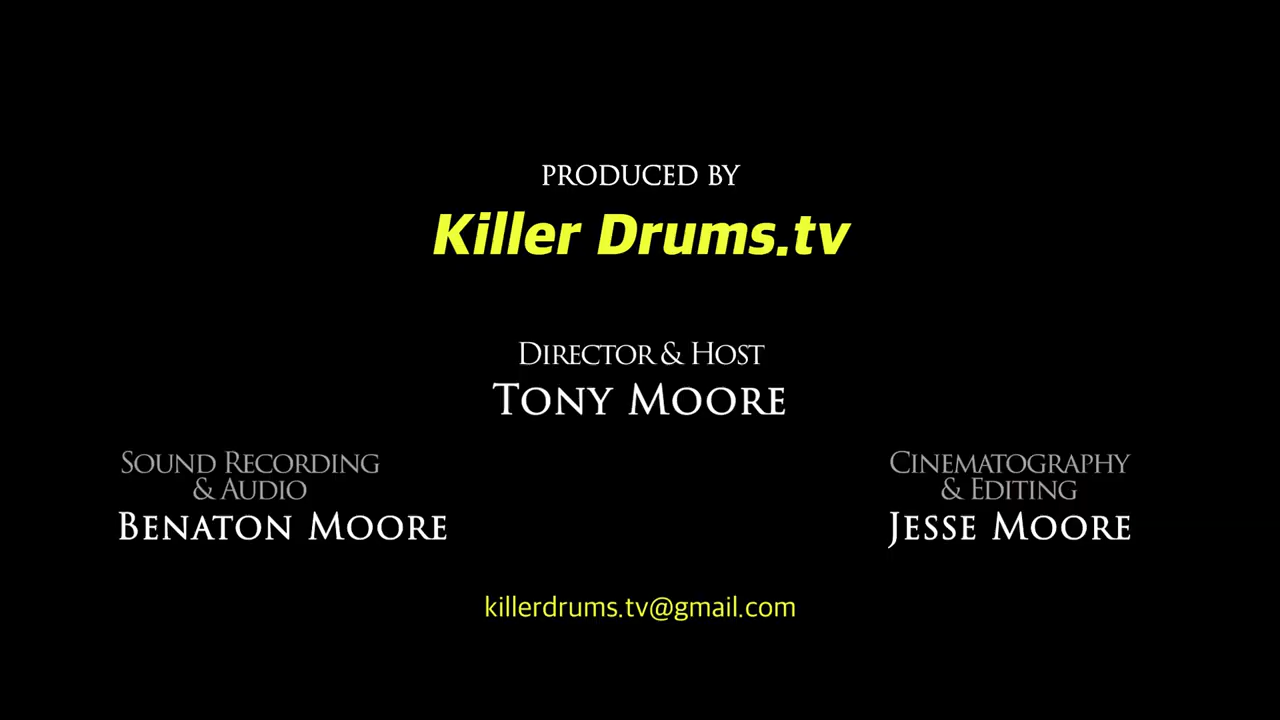 PRODUCED BY
Killer Drums.tv
DIRECTOR & HOST
TONY MOORE
SOUND RECORDING
& AUDIO
BENATON MOORE
CINEMATOGRAPHY
& EDITING
JESSE MOORE
killerdrums.tv@gmail.com